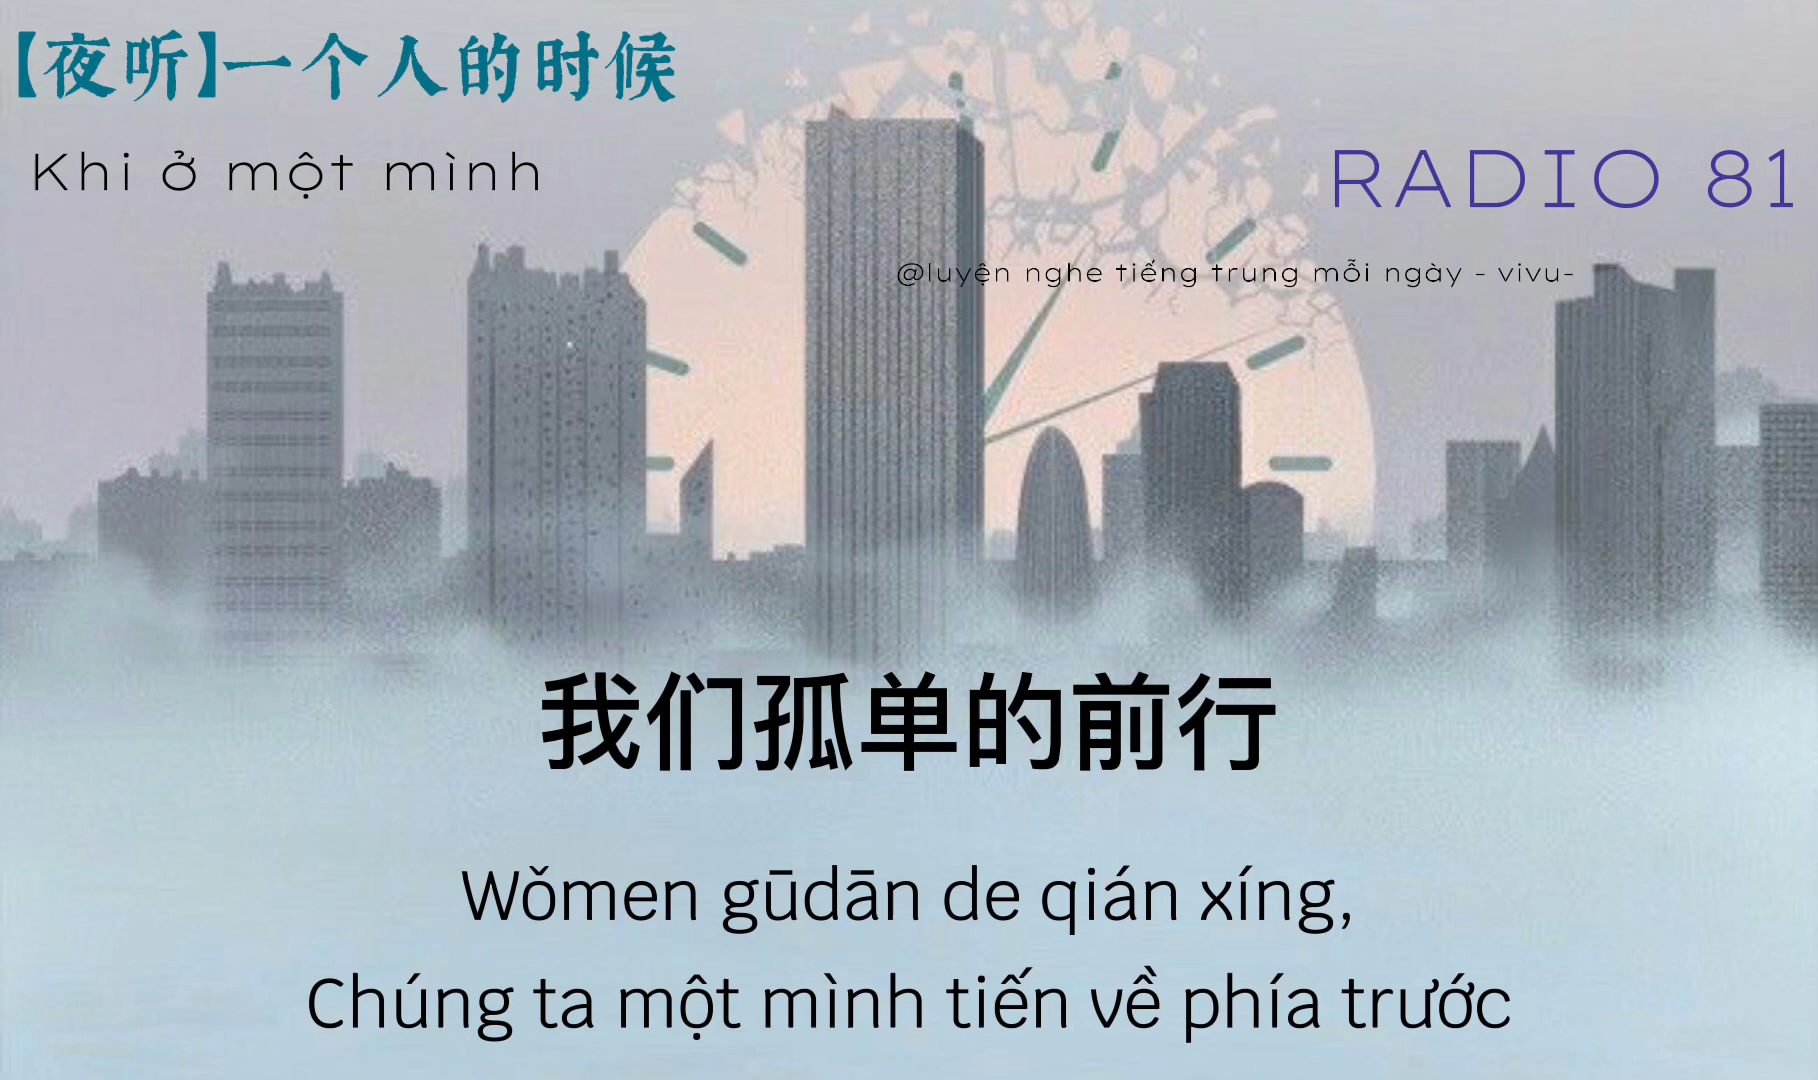 【夜听】一个人的时候
Khi ở một mình
RADIO 81
@luyện nghe tiếng trung mỗi ngày - vivu-
我们孤单的前行
Wǒmen gūdān de qián xíng,
Chúng ta một mình tiến về phía trước